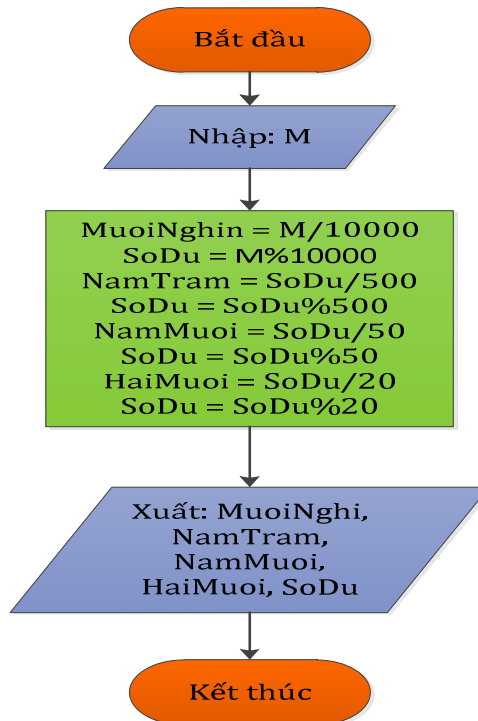 Bắt đầu
Nhập: M
MuoiNghin = M/10000
SoDu = M%10000
NamTram = SoDu/500
SoDu = SoDu%500
NamMuoi = SoDu/50
SoDu = SoDu%50
HaiMuoi = SoDu/20
SoDu = SoDu%20
Xuất: MuoiNghi,
NamTram,
NamMuoi,
HaiMuoi, SoDu
Kết thúc